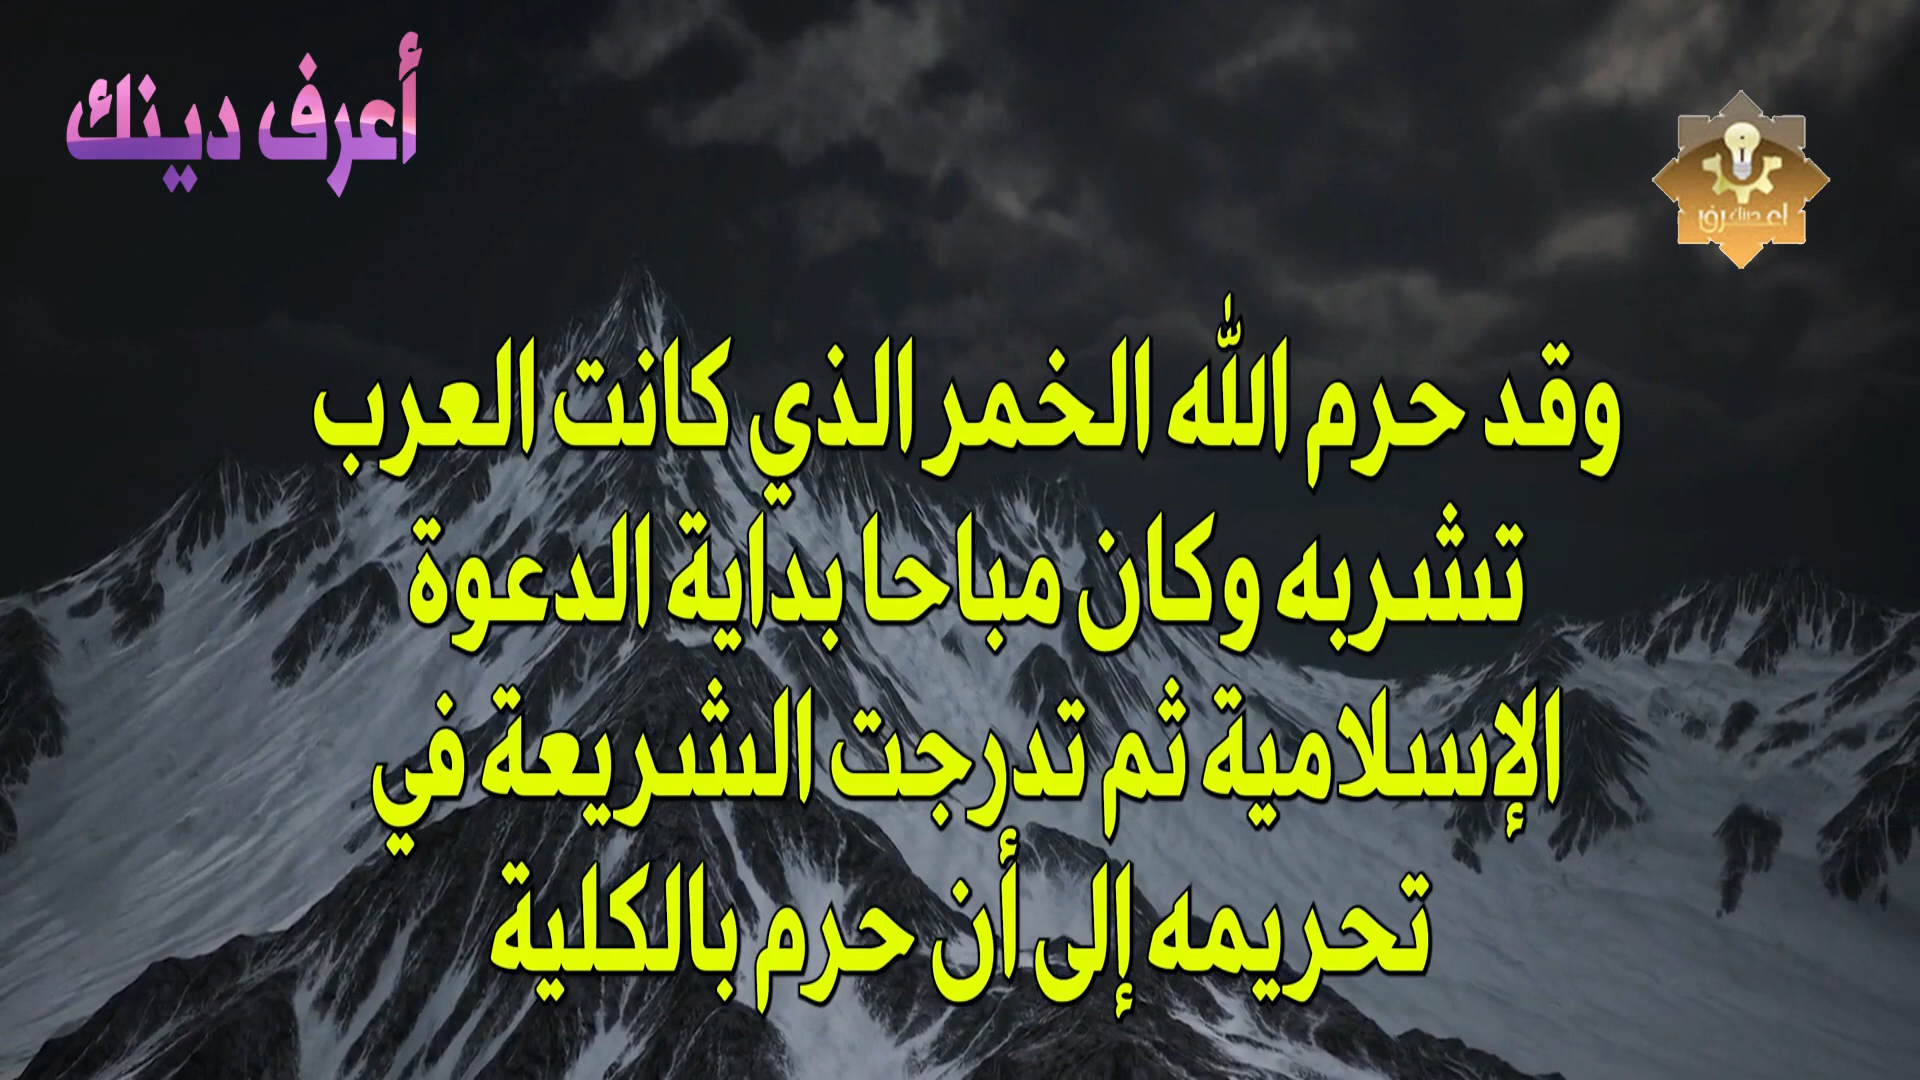 أعرف دينك
وقد حرم الله الخمر الذي كانت العرب
تشربه وكان مباحا بداية الدعوة
الإسلامية ثم تدرجت الشريعة في
تحريمه إلى أن حرم بالكلية